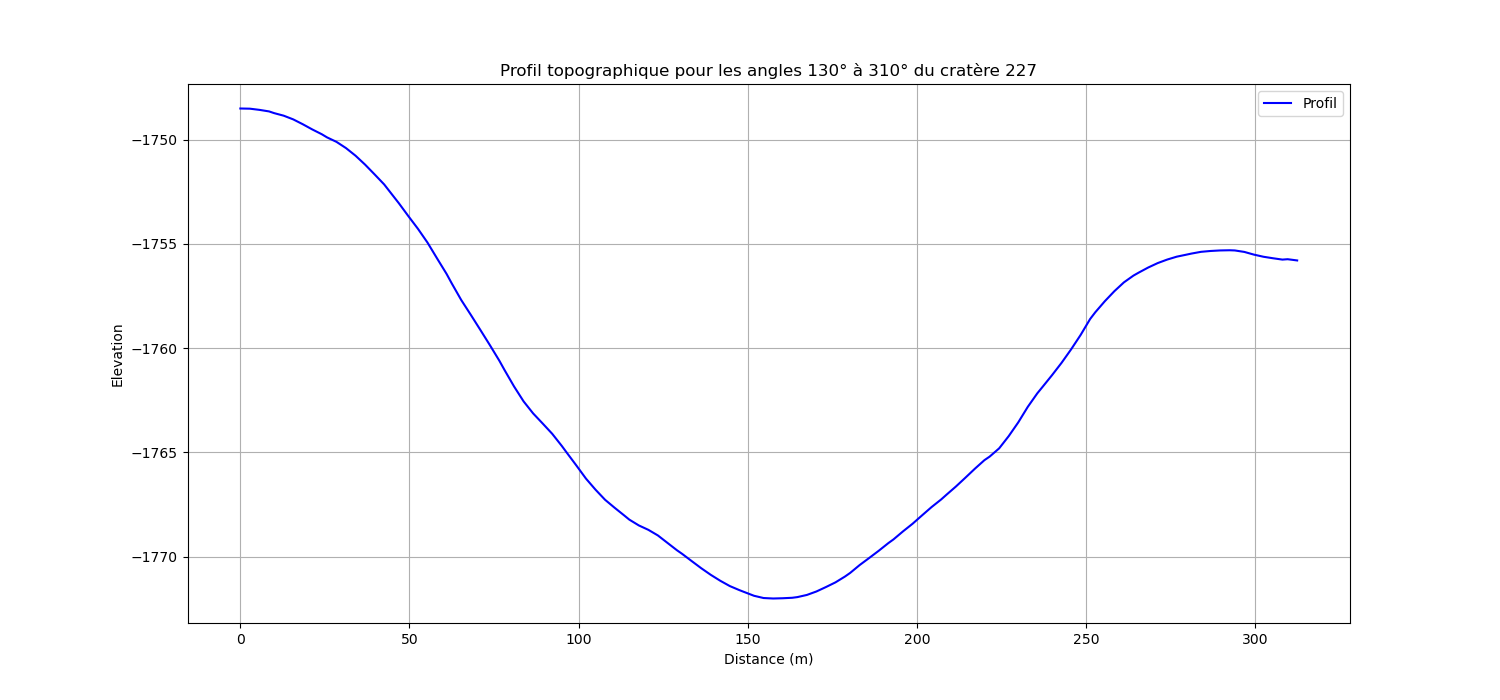 Profil topographique pour les angles 130° à 310° du cratère 227
Profil
−1750
−1755
−1760
−1765
−1770
Elevation
0 50 100 150 200 250 300
Distance (m)